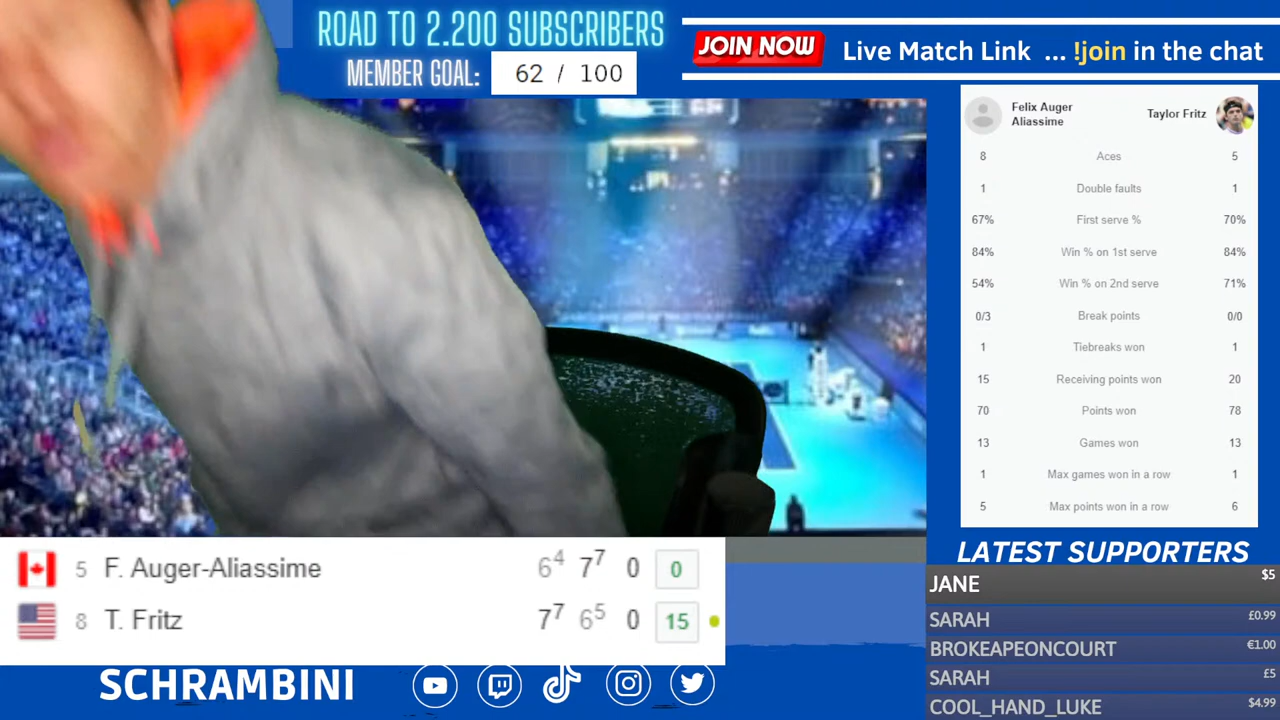 ROAD TO 2.200 SUBSCRIBERS
MEMBER GOAL: 62 / 100
JOIN NOW Live Match Link ... !join in the chat
Felix Auger Aliassime Taylor Fritz
8 Aces 5
1 Double faults 1
67% First serve % 70%
84% Win % on 1st serve 84%
54% Win % on 2nd serve 71%
0/3 Break points 0/0
1 Tiebreaks won 1
15 Receiving points won 20
70 Points won 78
13 Games won 13
1 Max games won in a row 1
5 Max points won in a row 6
5 F. Auger-Aliassime 6⁴ 7⁷ 0 0
8 T. Fritz 7⁷ 6⁵ 0 15
SCHRAMBINI
LATEST SUPPORTERS
JANE $5
SARAH £0.99
BROKEAPEONCOURT €1.00
SARAH £5
COOL_HAND_LUKE $4.99